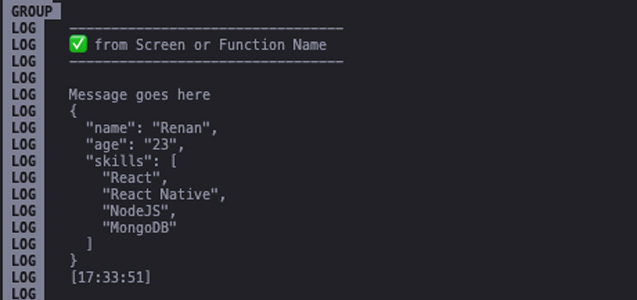 GROUP
LOG --------------------------------
LOG ✅ from Screen or Function Name
LOG --------------------------------
LOG
LOG Message goes here
LOG {
LOG   "name": "Renan",
LOG   "age": "23",
LOG   "skills": [
LOG     "React",
LOG     "React Native",
LOG     "NodeJS",
LOG     "MongoDB"
LOG   ]
LOG }
LOG [17:33:51]
LOG